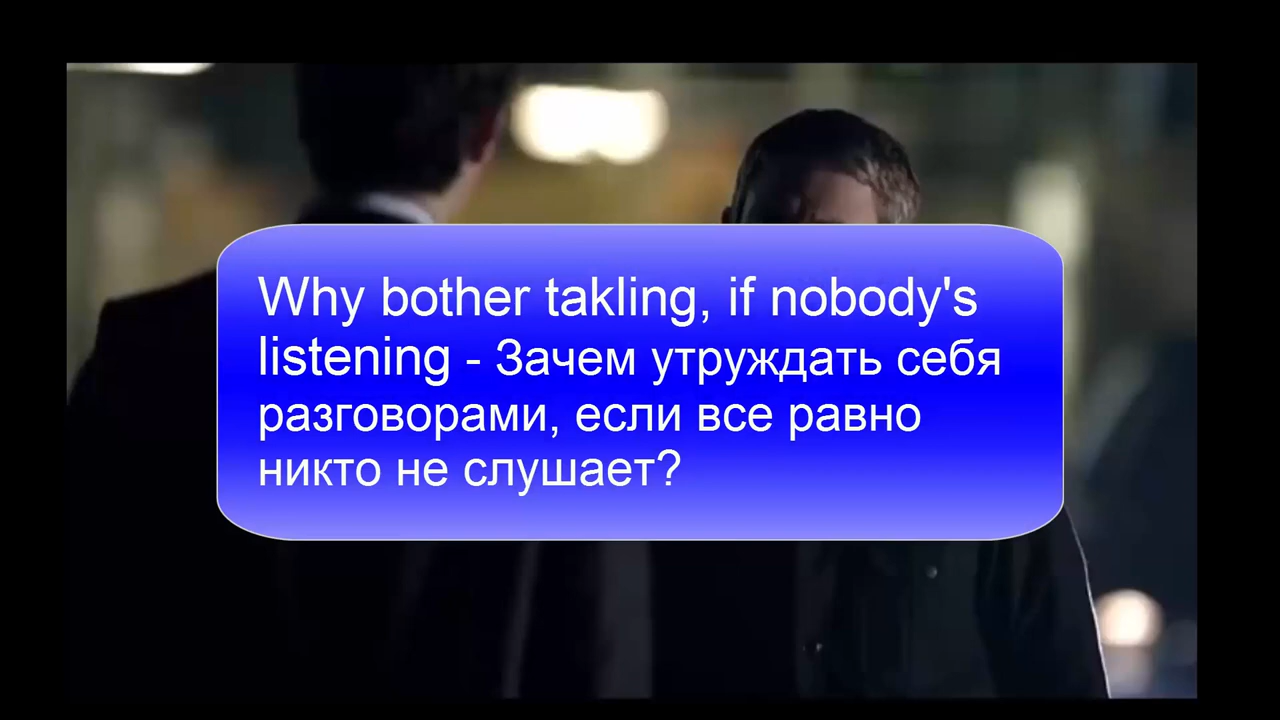 Why bother takling, if nobody's
listening - Зачем утруждать себя
разговорами, если все равно
никто не слушает?